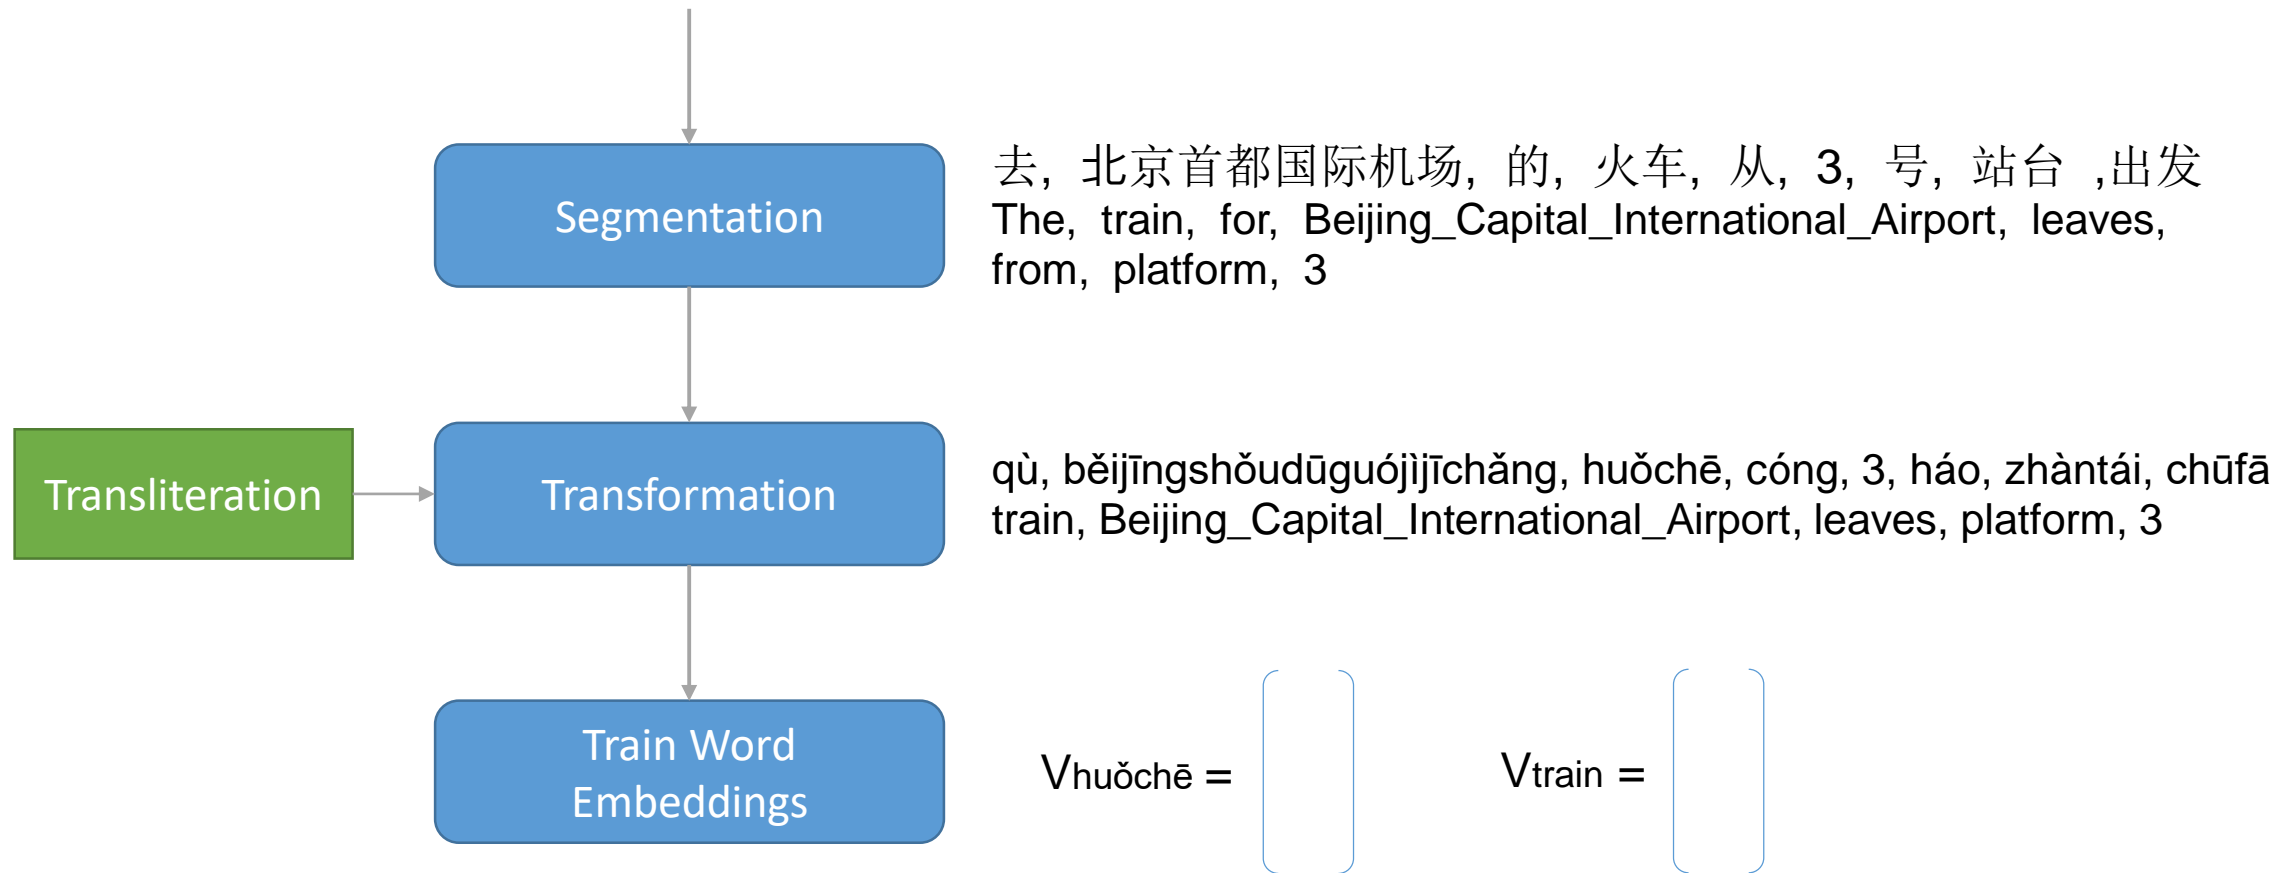 Segmentation
去, 北京首都国际机场, 的, 火车, 从, 3, 号, 站台 ,出发
The, train, for, Beijing_Capital_International_Airport, leaves,
from, platform, 3
Transliteration
Transformation
qù, běijīngshǒudūguójìjīchǎng, huǒchē, cóng, 3, háo, zhàntái, chūfā
train, Beijing_Capital_International_Airport, leaves, platform, 3
Train Word
Embeddings
Vhuǒchē =
Vtrain =